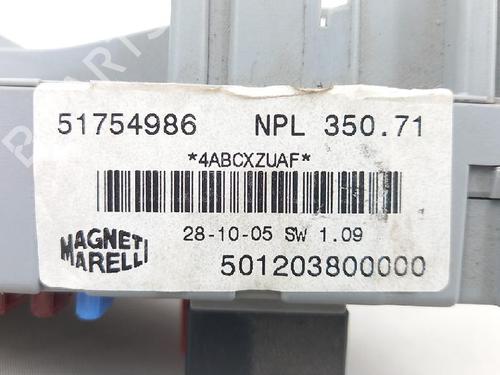 51754986 NPL 350.71
*4ABCXZUAF*
28-10-05 SW 1.09
MAGNETI
MARELLI
501203800000